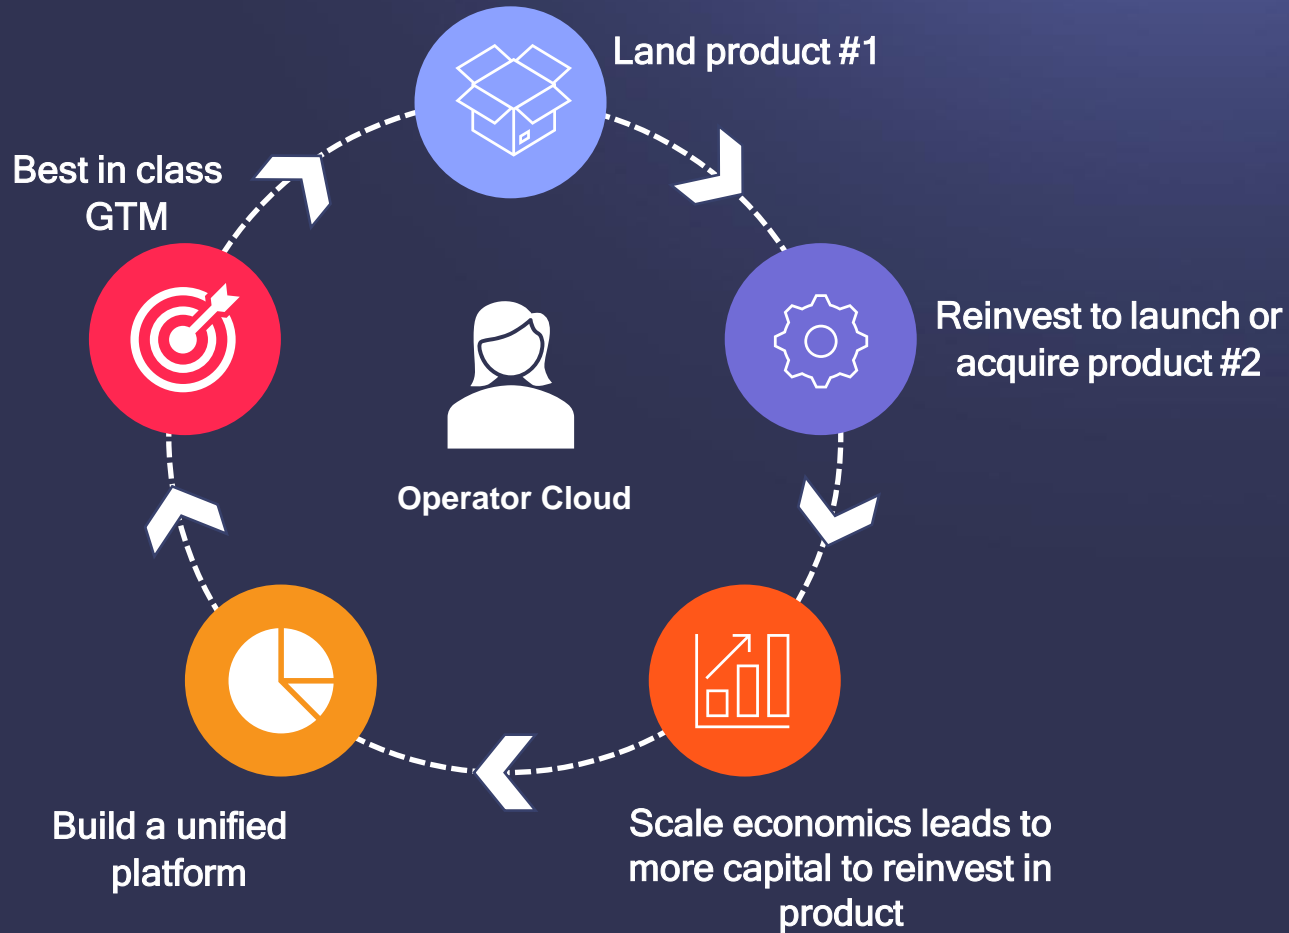 Land product #1
Best in class
GTM
Reinvest to launch or
acquire product #2
Operator Cloud
Build a unified
platform
Scale economics leads to
more capital to reinvest in
product